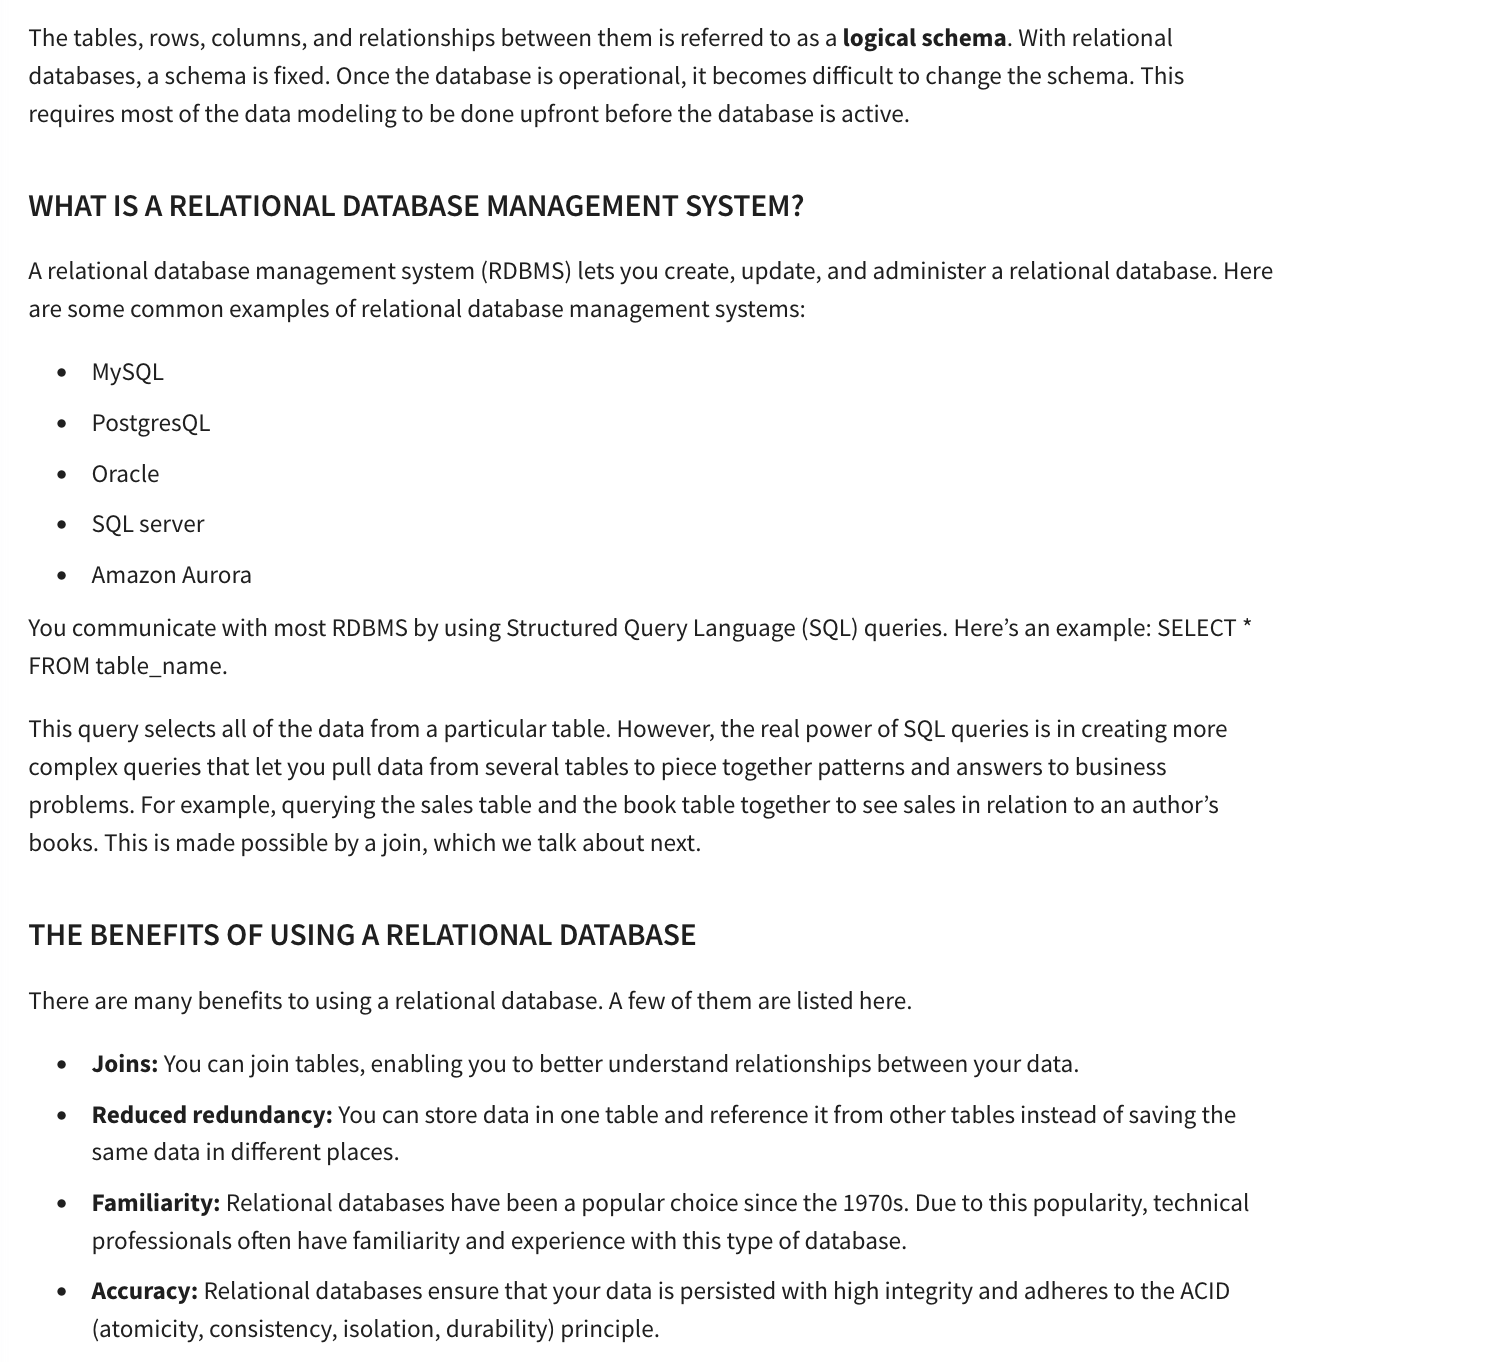 The tables, rows, columns, and relationships between them is referred to as a logical schema. With relational
databases, a schema is fixed. Once the database is operational, it becomes difficult to change the schema. This
requires most of the data modeling to be done upfront before the database is active.
WHAT IS A RELATIONAL DATABASE MANAGEMENT SYSTEM?
A relational database management system (RDBMS) lets you create, update, and administer a relational database. Here
are some common examples of relational database management systems:
• MySQL
• PostgresQL
• Oracle
• SQL server
• Amazon Aurora
You communicate with most RDBMS by using Structured Query Language (SQL) queries. Here’s an example: SELECT *
FROM table_name.
This query selects all of the data from a particular table. However, the real power of SQL queries is in creating more
complex queries that let you pull data from several tables to piece together patterns and answers to business
problems. For example, querying the sales table and the book table together to see sales in relation to an author’s
books. This is made possible by a join, which we talk about next.
THE BENEFITS OF USING A RELATIONAL DATABASE
There are many benefits to using a relational database. A few of them are listed here.
• Joins: You can join tables, enabling you to better understand relationships between your data.
• Reduced redundancy: You can store data in one table and reference it from other tables instead of saving the
same data in different places.
• Familiarity: Relational databases have been a popular choice since the 1970s. Due to this popularity, technical
professionals often have familiarity and experience with this type of database.
• Accuracy: Relational databases ensure that your data is persisted with high integrity and adheres to the ACID
(atomicity, consistency, isolation, durability) principle.